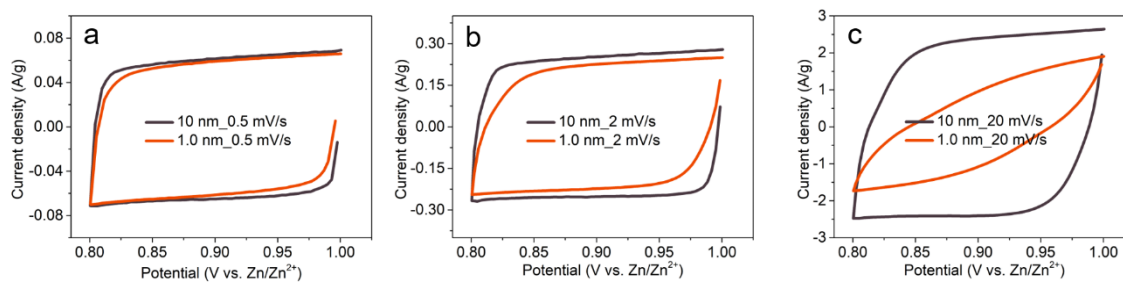 a
Current density (A/g)
0.08
0.04
0.00
-0.04
-0.08
10 nm_0.5 mV/s
1.0 nm_0.5 mV/s
0.80 0.85 0.90 0.95 1.00
Potential (V vs. Zn/Zn²⁺)
b
Current density (A/g)
0.30
0.15
0.00
-0.15
-0.30
10 nm_2 mV/s
1.0 nm_2 mV/s
0.80 0.85 0.90 0.95 1.00
Potential (V vs. Zn/Zn²⁺)
c
Current density (A/g)
3
2
1
0
-1
-2
-3
10 nm_20 mV/s
1.0 nm_20 mV/s
0.80 0.85 0.90 0.95 1.00
Potential (V vs. Zn/Zn²⁺)